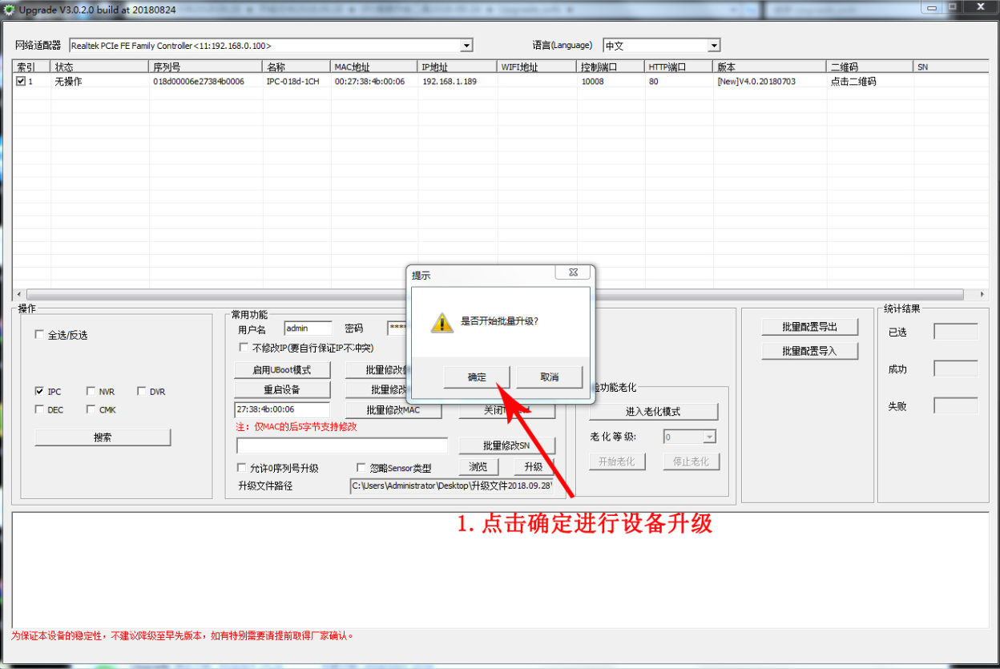 Upgrade V3.0.2.0 build at 20180824
网络适配器 Realtek PCIe FE Family Controller<11:192.168.0.100> 语言(Language) 中文
索引 状态 序列号 名称 MAC地址 IP地址 WIFI地址 控制端口 HTTP端口 版本 二维码 SN
1 无操作 018d00006e27384b0006 IPC-018d-1CH 00:27:38:4b:00:06 192.168.1.189 10008 80 [New]V4.0.20180703 点击二维码
提示
是否开始批量升级?
确定 取消
操作
全选/反选
IPC NVR DVR
DEC CMK
搜索
常用功能
用户名 admin 密码 ****
不修改IP(要自行保证IP不冲突)
启用UBoot模式 批量修改
重启设备 批量修改
27:38:4b:00:06 批量修改MAC 关闭
注：仅MAC的后5字节支持修改
批量修改SN
允许0序列号升级 忽略Sensor类型 浏览 升级
升级文件路径 C:\Users\Administrator\Desktop\升级文件2018.09.28\
功能老化
进入老化模式
老化等级: 0
开始老化 停止老化
批量配置导出
批量配置导入
统计结果
已选
成功
失败
1. 点击确定进行设备升级
为保证本设备的稳定性，不建议降级至早先版本，如有特别需要请提前取得厂家确认。